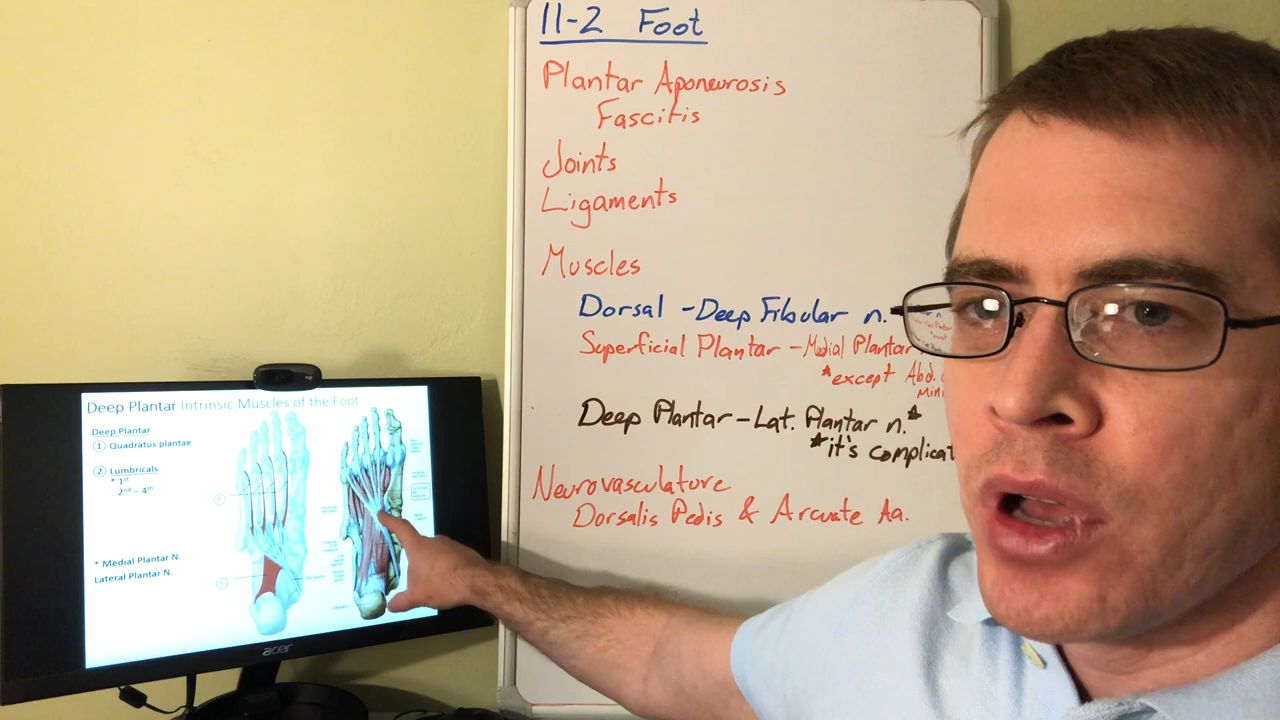 11-2 Foot
Plantar Aponeurosis
Fascitis
Joints
Ligaments
Muscles
Dorsal - Deep Fibular n.
Superficial Plantar - Medial Plantar
*except Abd.
Deep Plantar - Lat. Plantar n.*
*it's complicat
Neurovasculature
Dorsalis Pedis & Arcuate Aa.
Deep Plantar Intrinsic Muscles of the Foot
Deep Plantar
1 Quadratus plantae
2 Lumbricals
* 1st
2nd - 4th
* Medial Plantar N.
Lateral Plantar N.
acer